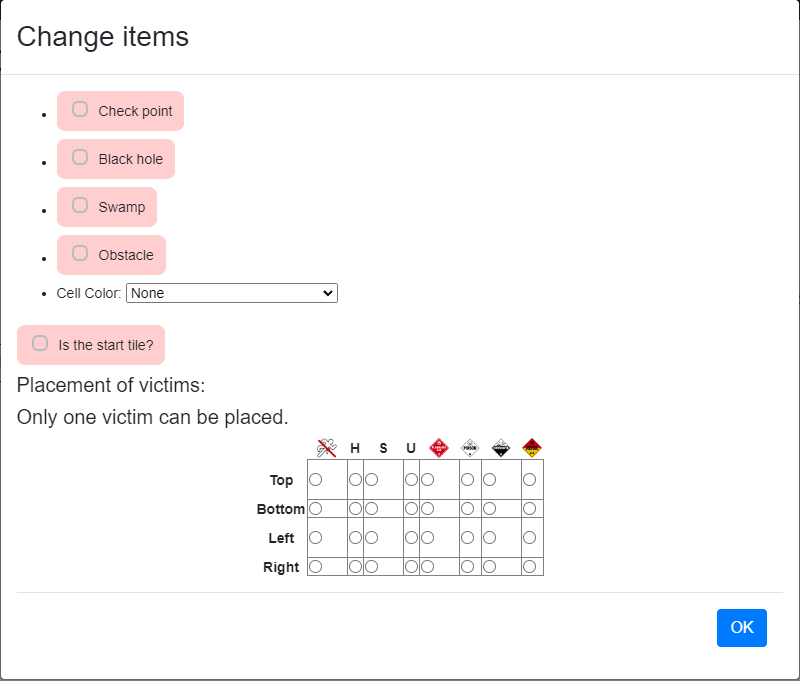 Change items
Check point
Black hole
Swamp
Obstacle
Cell Color: None
Is the start tile?
Placement of victims:
Only one victim can be placed.
H S U
Top
Bottom
Left
Right
OK